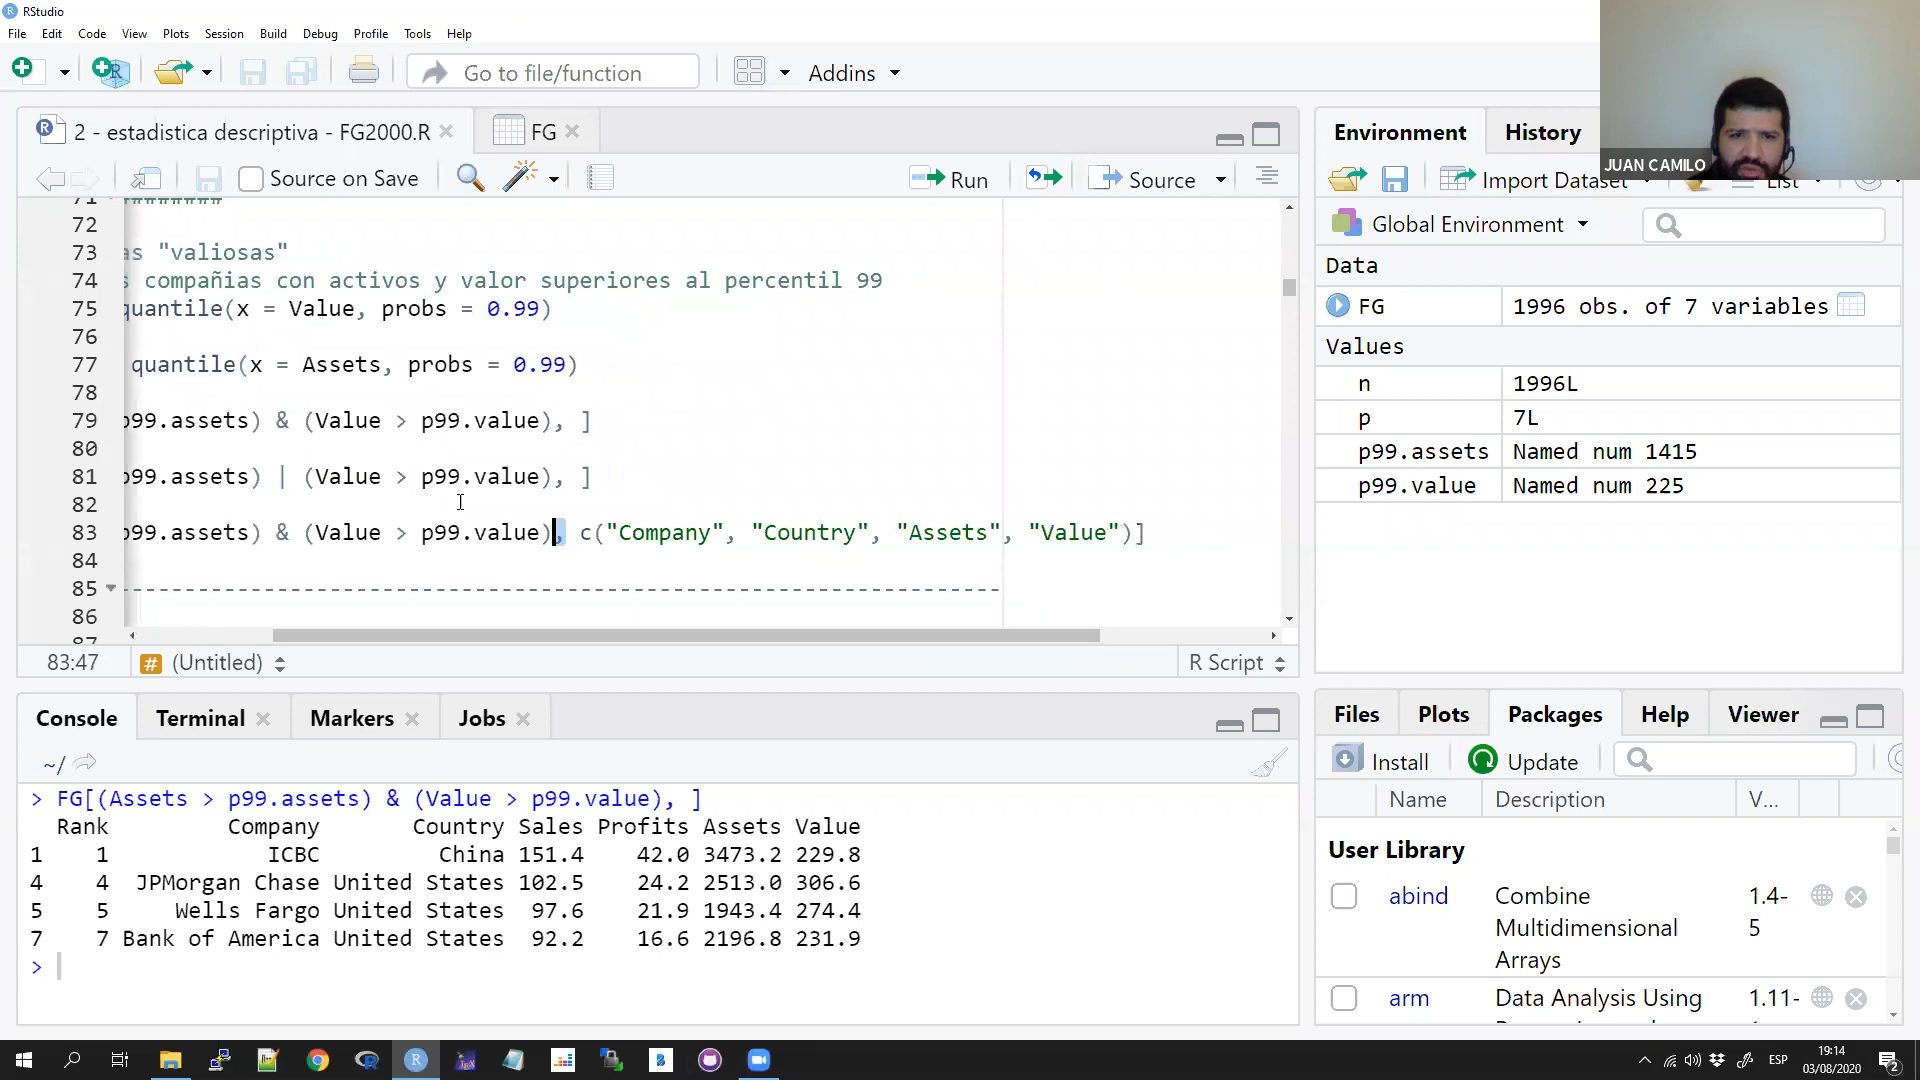 RStudio
File Edit Code View Plots Session Build Debug Profile Tools Help
Go to file/function Addins
2 - estadistica descriptiva - FG2000.R FG
Source on Save Run Source
71 ########
72
73 as "valiosas"
74 s compañias con activos y valor superiores al percentil 99
75 quantile(x = Value, probs = 0.99)
76
77 quantile(x = Assets, probs = 0.99)
78
79 p99.assets) & (Value > p99.value), ]
80
81 p99.assets) | (Value > p99.value), ]
82
83 p99.assets) & (Value > p99.value), c("Company", "Country", "Assets", "Value")]
84
85 ------------------------------------------------------------------
86
87
83:47 # (Untitled) R Script
Console Terminal Markers Jobs
~/
> FG[(Assets > p99.assets) & (Value > p99.value), ]
Rank Company Country Sales Profits Assets Value
1 1 ICBC China 151.4 42.0 3473.2 229.8
4 4 JPMorgan Chase United States 102.5 24.2 2513.0 306.6
5 5 Wells Fargo United States 97.6 21.9 1943.4 274.4
7 7 Bank of America United States 92.2 16.6 2196.8 231.9
>
Environment History
Import Dataset List
Global Environment
Data
FG 1996 obs. of 7 variables
Values
n 1996L
p 7L
p99.assets Named num 1415
p99.value Named num 225
Files Plots Packages Help Viewer
Install Update
Name Description V...
User Library
abind Combine Multidimensional Arrays 1.4-5
arm Data Analysis Using 1.11-
JUAN CAMILO
ESP 19:14
03/08/2020 2